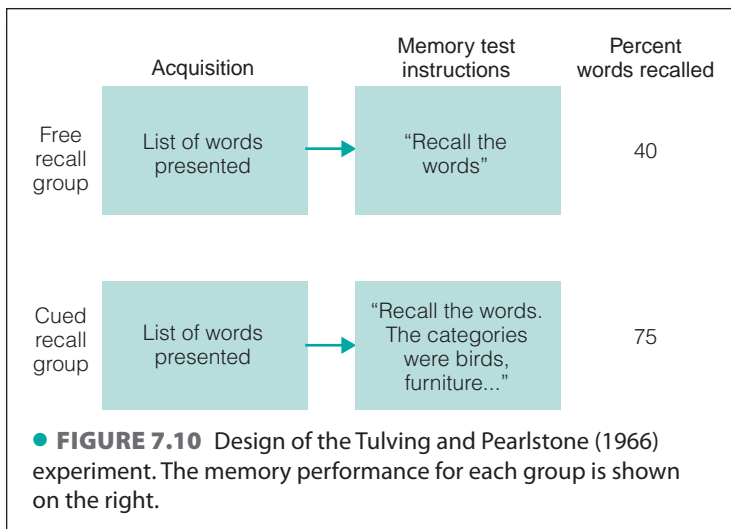 Acquisition
Memory test
instructions
Percent
words recalled
Free
recall
group
List of words
presented
“Recall the
words”
40
Cued
recall
group
List of words
presented
“Recall the words.
The categories
were birds,
furniture...”
75
● FIGURE 7.10 Design of the Tulving and Pearlstone (1966)
experiment. The memory performance for each group is shown
on the right.